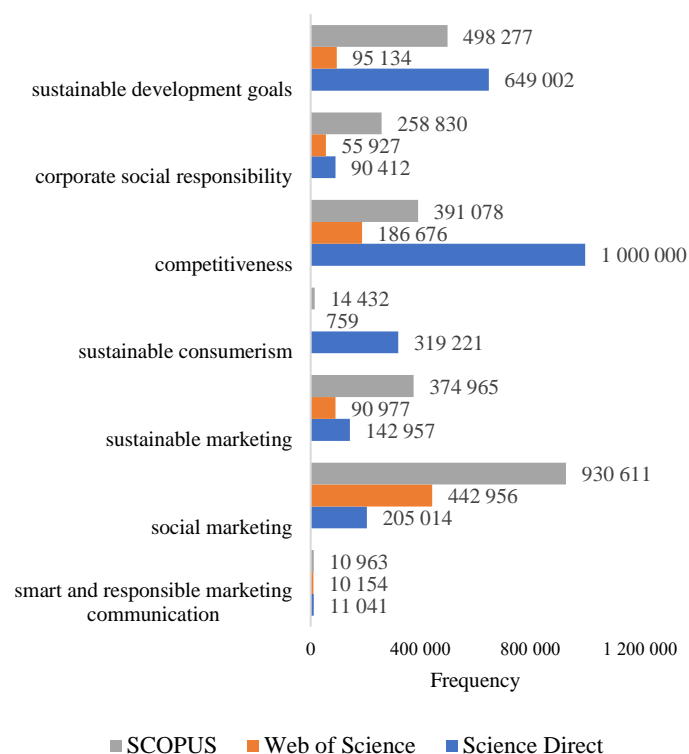 498 277
95 134
649 002
sustainable development goals
258 830
55 927
90 412
corporate social responsibility
391 078
186 676
1 000 000
competitiveness
14 432
759
319 221
sustainable consumerism
374 965
90 977
142 957
sustainable marketing
930 611
442 956
205 014
social marketing
10 963
10 154
11 041
smart and responsible marketing
communication
0 400 000 800 000 1 200 000
Frequency
SCOPUS Web of Science Science Direct